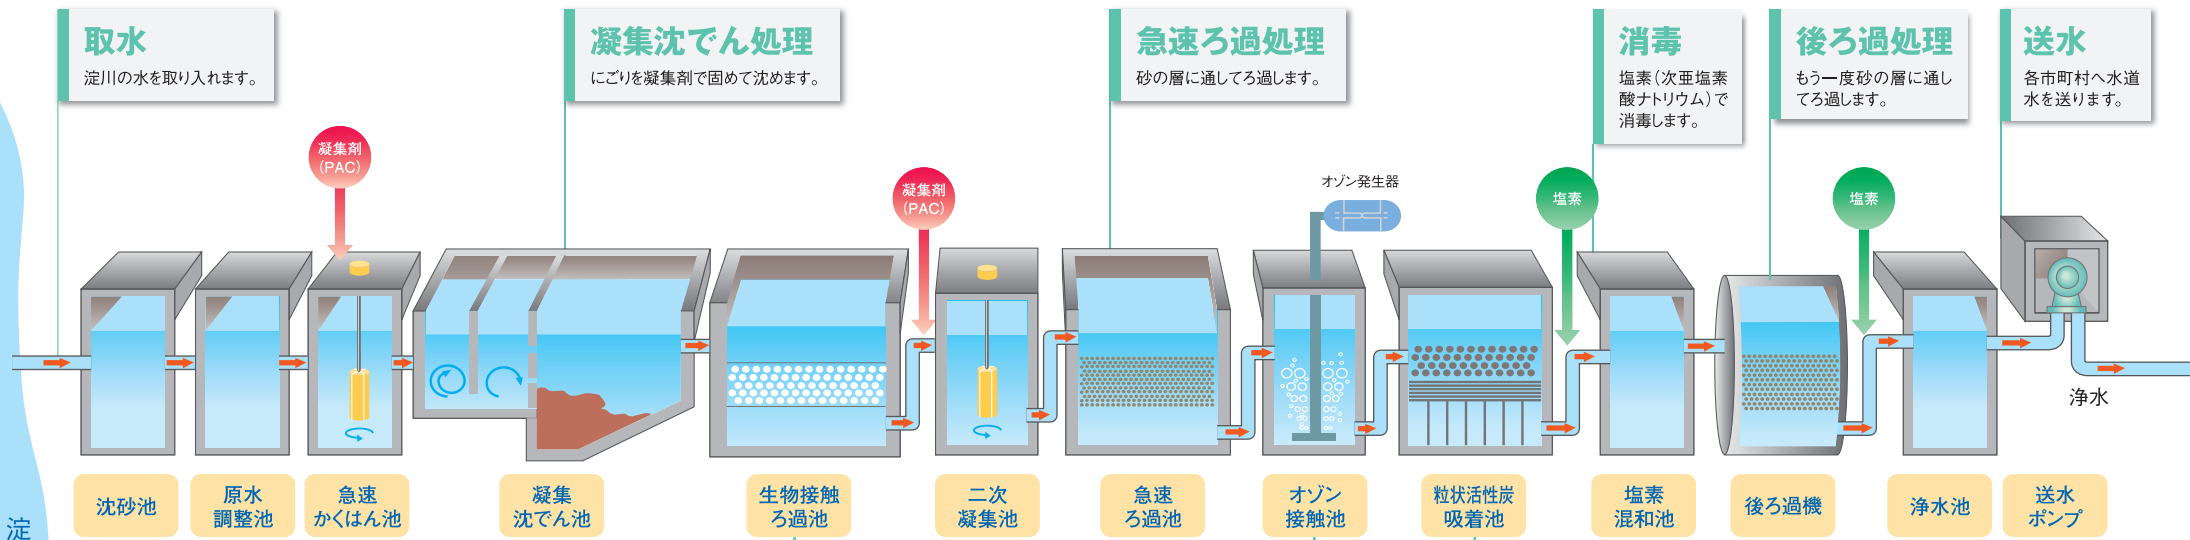 取水
淀川の水を取り入れます。
凝集沈でん処理
にごりを凝集剤で固めて沈めます。
急速ろ過処理
砂の層に通してろ過します。
消毒
塩素(次亜塩素
酸ナトリウム)で
消毒します。
後ろ過処理
もう一度砂の層に通し
てろ過します。
送水
各市町村へ水道
水を送ります。
凝集剤
(PAC)
凝集剤
(PAC)
オゾン発生器
塩素
塩素
浄水
沈砂池
原水
調整池
急速
かくはん池
凝集
沈でん池
生物接触
ろ過池
二次
凝集池
急速
ろ過池
オゾン
接触池
粒状活性炭
吸着池
塩素
混和池
後ろ過機
浄水池
送水
ポンプ
淀